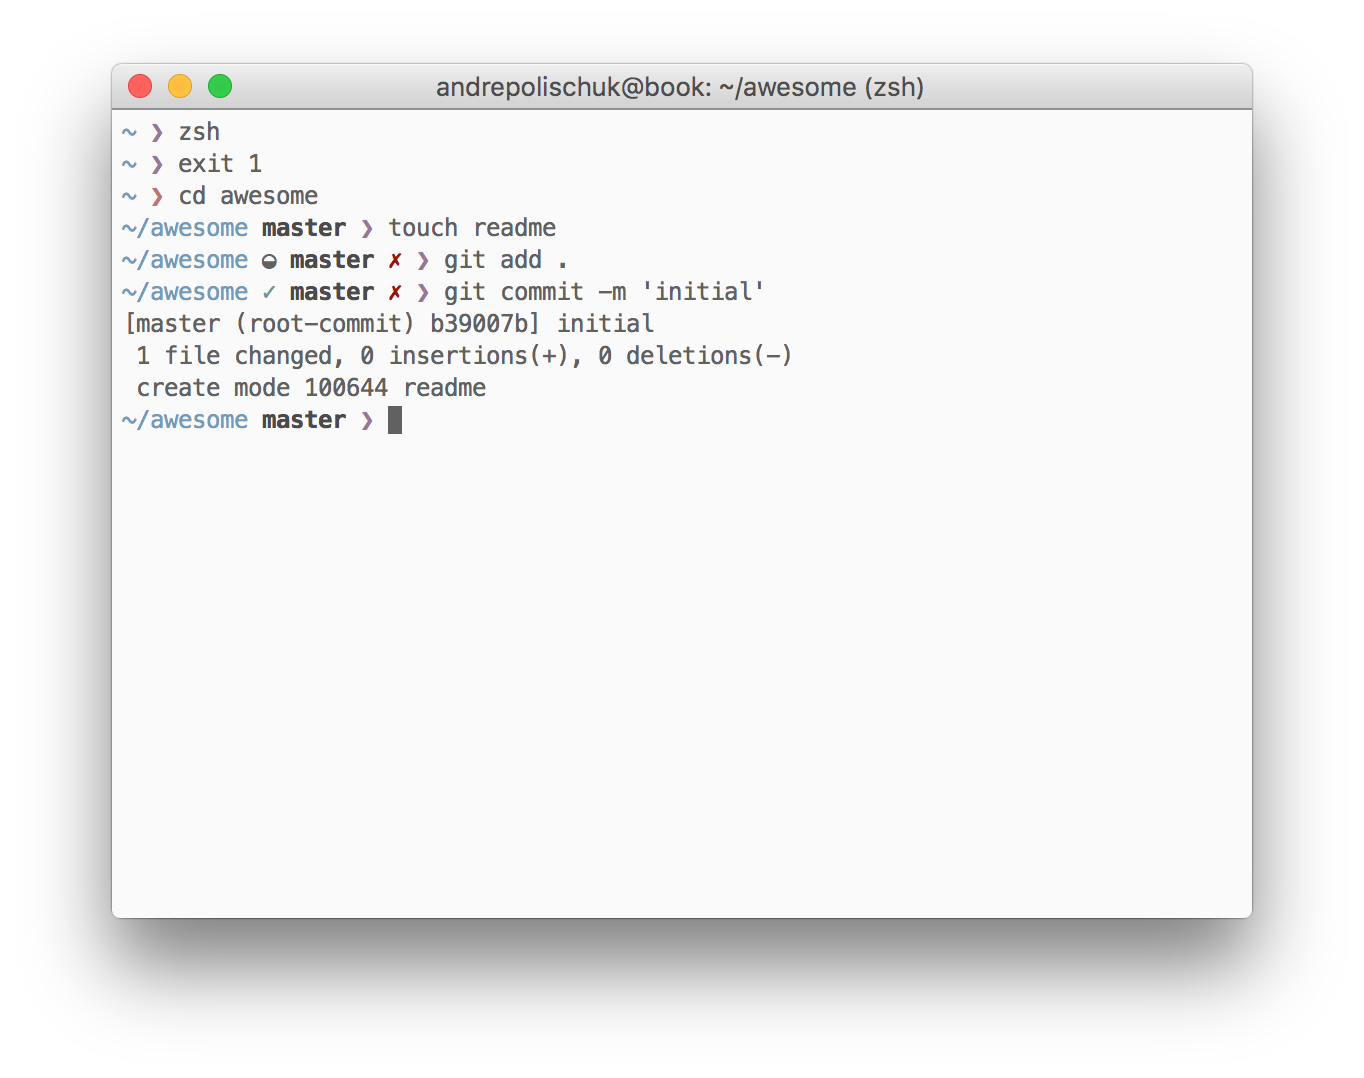 andrepolischuk@book: ~/awesome (zsh)
~ ❯ zsh
~ ❯ exit 1
~ ❯ cd awesome
~/awesome master ❯ touch readme
~/awesome ◒ master ✗ ❯ git add .
~/awesome ✓ master ✗ ❯ git commit -m 'initial'
[master (root-commit) b39007b] initial
 1 file changed, 0 insertions(+), 0 deletions(-)
 create mode 100644 readme
~/awesome master ❯